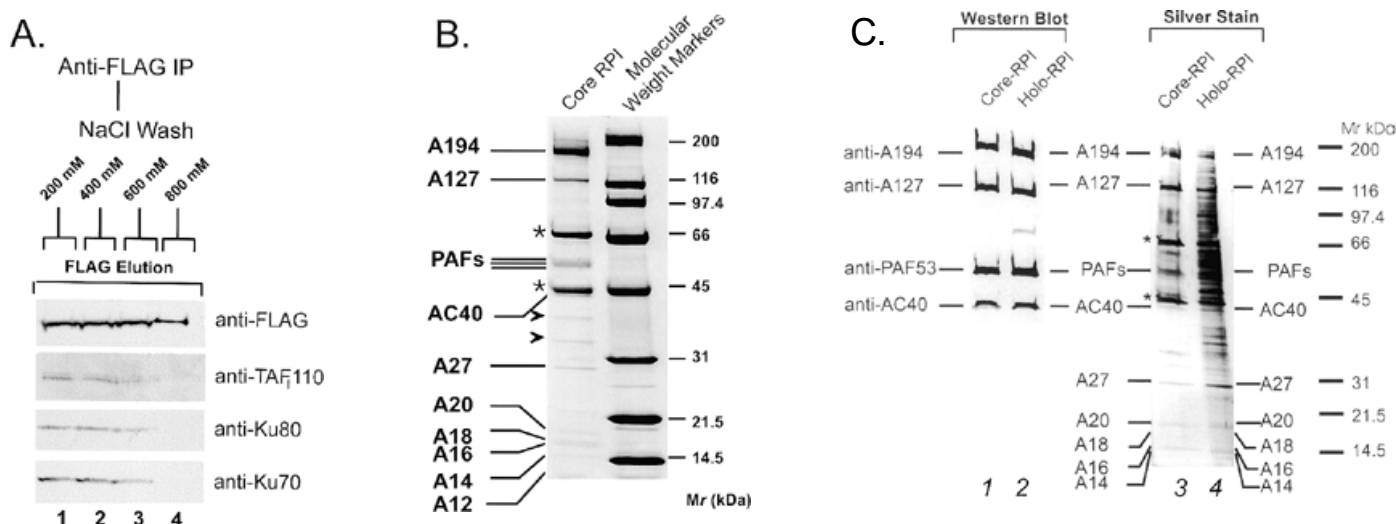 A.
Anti-FLAG IP
NaCl Wash
200 mM 400 mM 600 mM 800 mM
FLAG Elution
anti-FLAG
anti-TAFI110
anti-Ku80
anti-Ku70
1 2 3 4
B.
Core RPI
Molecular
Weight Markers
A194
A127
*
PAFs
*
AC40
A27
A20
A18
A16
A14
A12
200
116
97.4
66
45
31
21.5
14.5
Mr (kDa)
C.
Western Blot
Silver Stain
Core-RPI Holo-RPI
Core-RPI Holo-RPI
Mr kDa
anti-A194 A194 A194 200
anti-A127 A127 A127 116
97.4
* 66
anti-PAF53 PAFs PAFs
* 45
anti-AC40 AC40 AC40
A27 A27 31
A20 A20 21.5
A18 A18 14.5
A16 A16
A14 A14
1 2 3 4